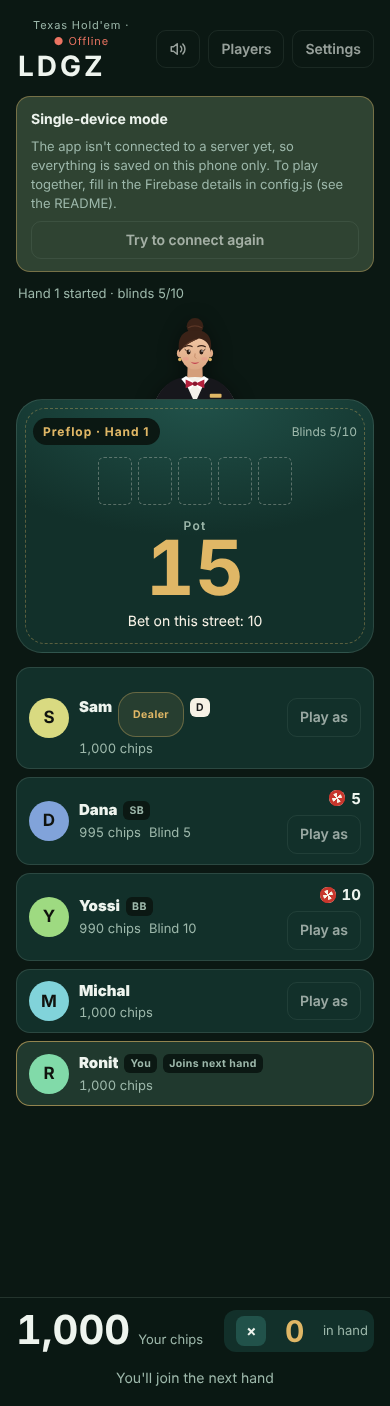 Texas Hold'em ·
Offline
LDGZ
Players
Settings
Single-device mode
The app isn't connected to a server yet, so
everything is saved on this phone only. To play
together, fill in the Firebase details in config.js (see
the README).
Try to connect again
Hand 1 started · blinds 5/10
Preflop · Hand 1
Blinds 5/10
Pot
15
Bet on this street: 10
S
Sam
Dealer
D
1,000 chips
Play as
D
Dana
SB
995 chips Blind 5
5
Play as
Y
Yossi
BB
990 chips Blind 10
10
Play as
M
Michal
1,000 chips
Play as
R
Ronit
You
Joins next hand
1,000 chips
1,000
Your chips
×
0
in hand
You'll join the next hand